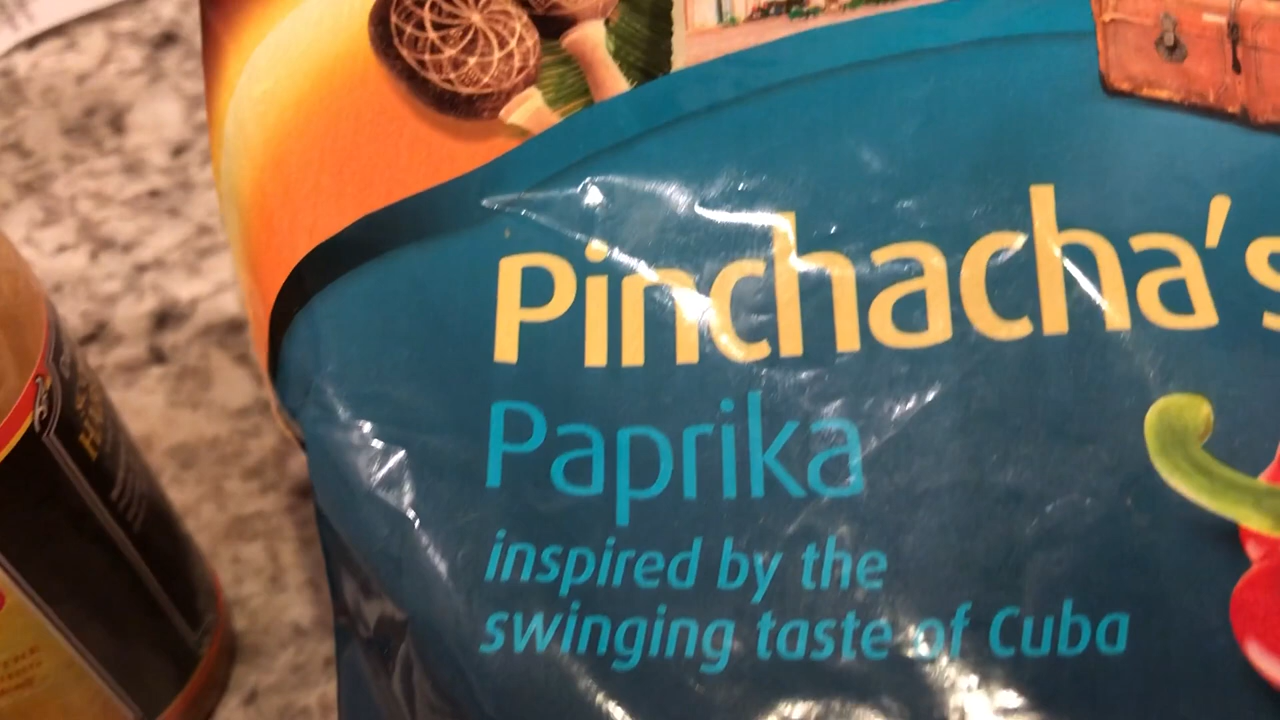 Pinchacha's
Paprika
inspired by the
swinging taste of Cuba